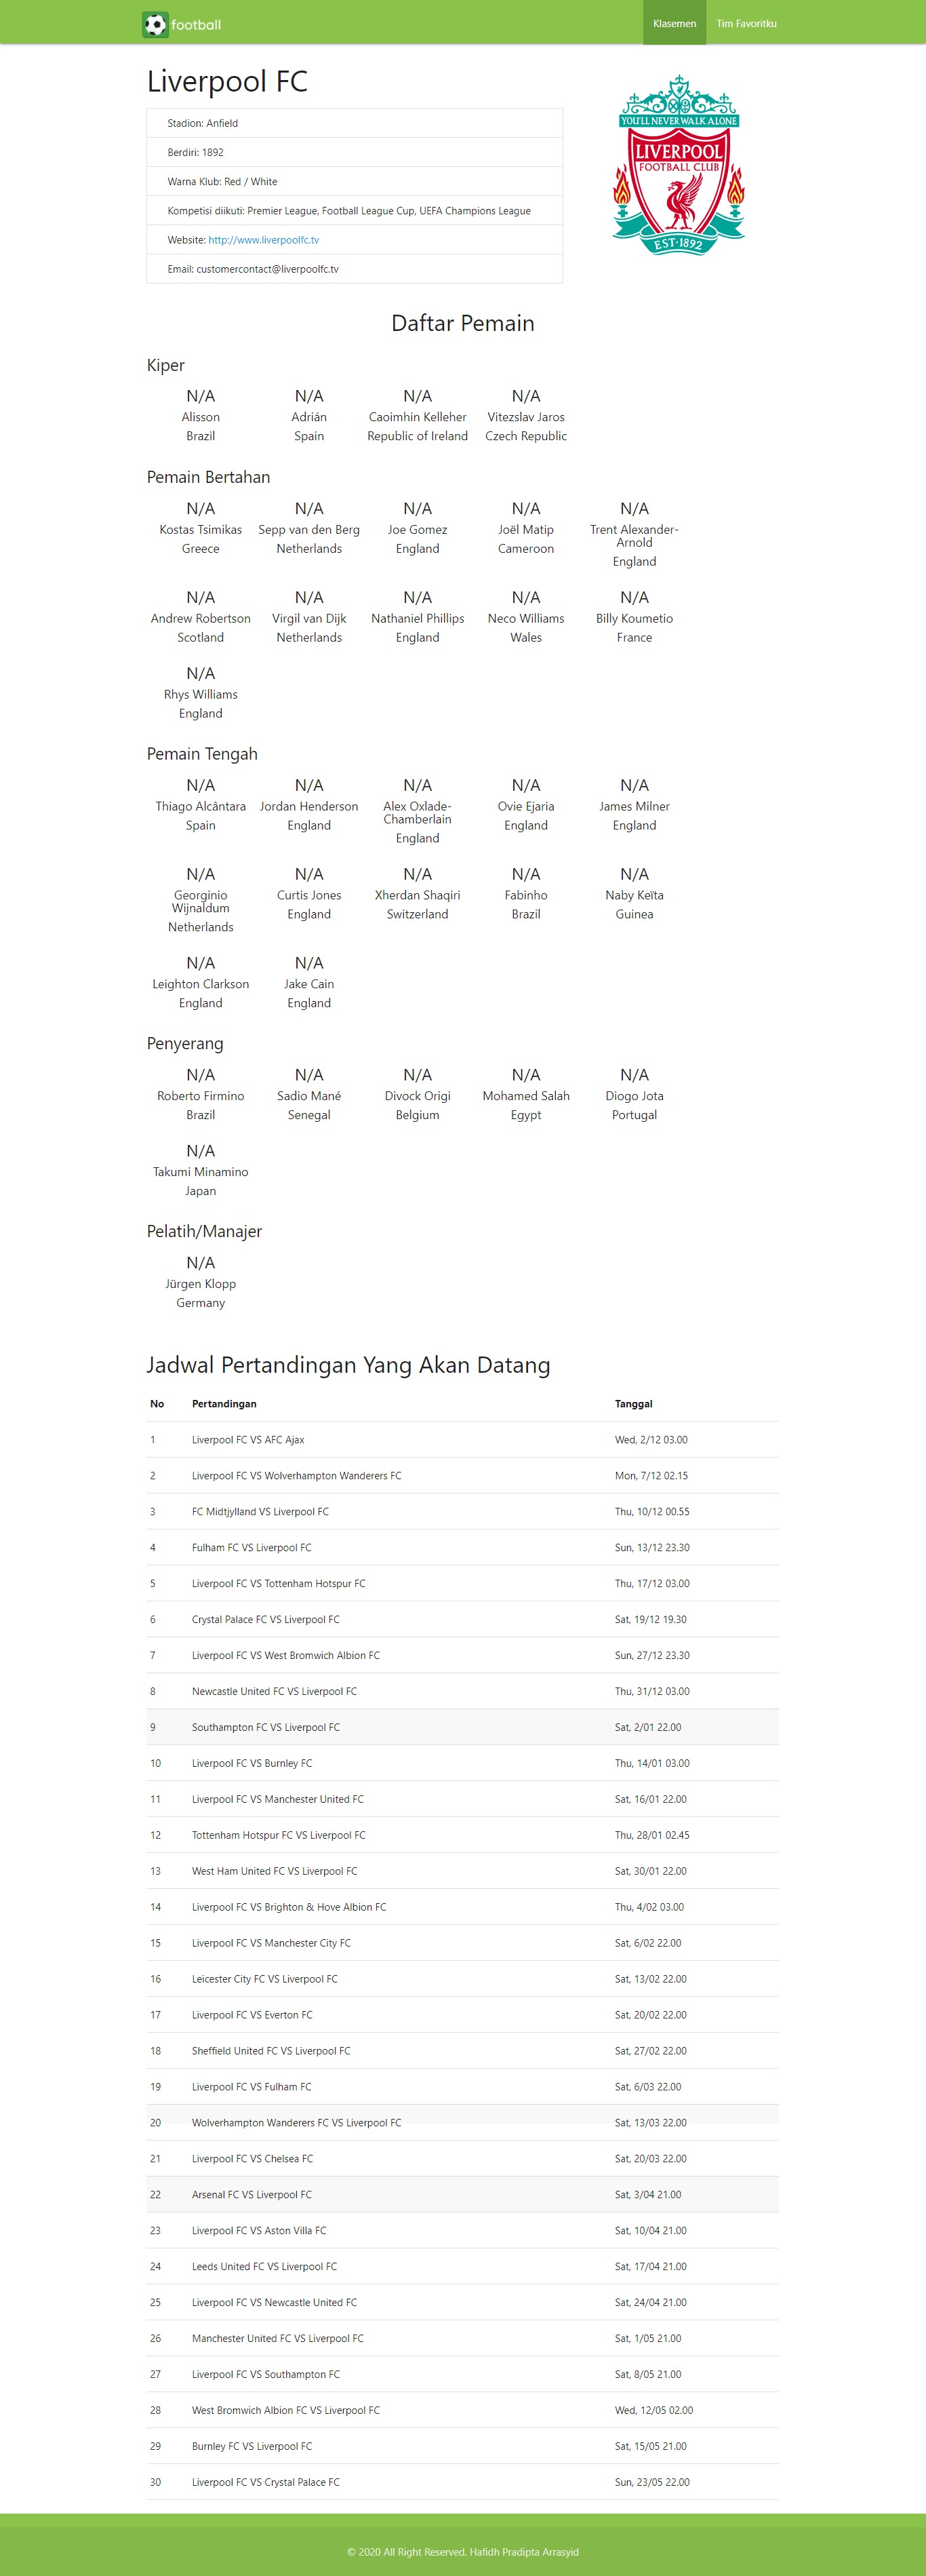 football
Klasemen
Tim Favoritku
Liverpool FC
YOU'LL NEVER WALK ALONE
LIVERPOOL
FOOTBALL CLUB
EST·1892
Stadion: Anfield
Berdiri: 1892
Warna Klub: Red / White
Kompetisi diikuti: Premier League, Football League Cup, UEFA Champions League
Website: http://www.liverpoolfc.tv
Email: customercontact@liverpoolfc.tv
Daftar Pemain
Kiper
N/A N/A N/A N/A
Alisson Adrián Caoimhin Kelleher Vitezslav Jaros
Brazil Spain Republic of Ireland Czech Republic
Pemain Bertahan
N/A N/A N/A N/A N/A
Kostas Tsimikas Sepp van den Berg Joe Gomez Joël Matip Trent Alexander-
Arnold
Greece Netherlands England Cameroon England
N/A N/A N/A N/A N/A
Andrew Robertson Virgil van Dijk Nathaniel Phillips Neco Williams Billy Koumetio
Scotland Netherlands England Wales France
N/A
Rhys Williams
England
Pemain Tengah
N/A N/A N/A N/A N/A
Thiago Alcântara Jordan Henderson Alex Oxlade- Ovie Ejaria James Milner
Chamberlain
Spain England England England England
N/A N/A N/A N/A N/A
Georginio Curtis Jones Xherdan Shaqiri Fabinho Naby Keïta
Wijnaldum
Netherlands England Switzerland Brazil Guinea
N/A N/A
Leighton Clarkson Jake Cain
England England
Penyerang
N/A N/A N/A N/A N/A
Roberto Firmino Sadio Mané Divock Origi Mohamed Salah Diogo Jota
Brazil Senegal Belgium Egypt Portugal
N/A
Takumi Minamino
Japan
Pelatih/Manajer
N/A
Jürgen Klopp
Germany
Jadwal Pertandingan Yang Akan Datang
No Pertandingan Tanggal
1 Liverpool FC VS AFC Ajax Wed, 2/12 03.00
2 Liverpool FC VS Wolverhampton Wanderers FC Mon, 7/12 02.15
3 FC Midtjylland VS Liverpool FC Thu, 10/12 00.55
4 Fulham FC VS Liverpool FC Sun, 13/12 23.30
5 Liverpool FC VS Tottenham Hotspur FC Thu, 17/12 03.00
6 Crystal Palace FC VS Liverpool FC Sat, 19/12 19.30
7 Liverpool FC VS West Bromwich Albion FC Sun, 27/12 23.30
8 Newcastle United FC VS Liverpool FC Thu, 31/12 03.00
9 Southampton FC VS Liverpool FC Sat, 2/01 22.00
10 Liverpool FC VS Burnley FC Thu, 14/01 03.00
11 Liverpool FC VS Manchester United FC Sat, 16/01 22.00
12 Tottenham Hotspur FC VS Liverpool FC Thu, 28/01 02.45
13 West Ham United FC VS Liverpool FC Sat, 30/01 22.00
14 Liverpool FC VS Brighton & Hove Albion FC Thu, 4/02 03.00
15 Liverpool FC VS Manchester City FC Sat, 6/02 22.00
16 Leicester City FC VS Liverpool FC Sat, 13/02 22.00
17 Liverpool FC VS Everton FC Sat, 20/02 22.00
18 Sheffield United FC VS Liverpool FC Sat, 27/02 22.00
19 Liverpool FC VS Fulham FC Sat, 6/03 22.00
20 Wolverhampton Wanderers FC VS Liverpool FC Sat, 13/03 22.00
21 Liverpool FC VS Chelsea FC Sat, 20/03 22.00
22 Arsenal FC VS Liverpool FC Sat, 3/04 21.00
23 Liverpool FC VS Aston Villa FC Sat, 10/04 21.00
24 Leeds United FC VS Liverpool FC Sat, 17/04 21.00
25 Liverpool FC VS Newcastle United FC Sat, 24/04 21.00
26 Manchester United FC VS Liverpool FC Sat, 1/05 21.00
27 Liverpool FC VS Southampton FC Sat, 8/05 21.00
28 West Bromwich Albion FC VS Liverpool FC Wed, 12/05 02.00
29 Burnley FC VS Liverpool FC Sat, 15/05 21.00
30 Liverpool FC VS Crystal Palace FC Sun, 23/05 22.00
© 2020 All Right Reserved. Hafidh Pradipta Arrasyid